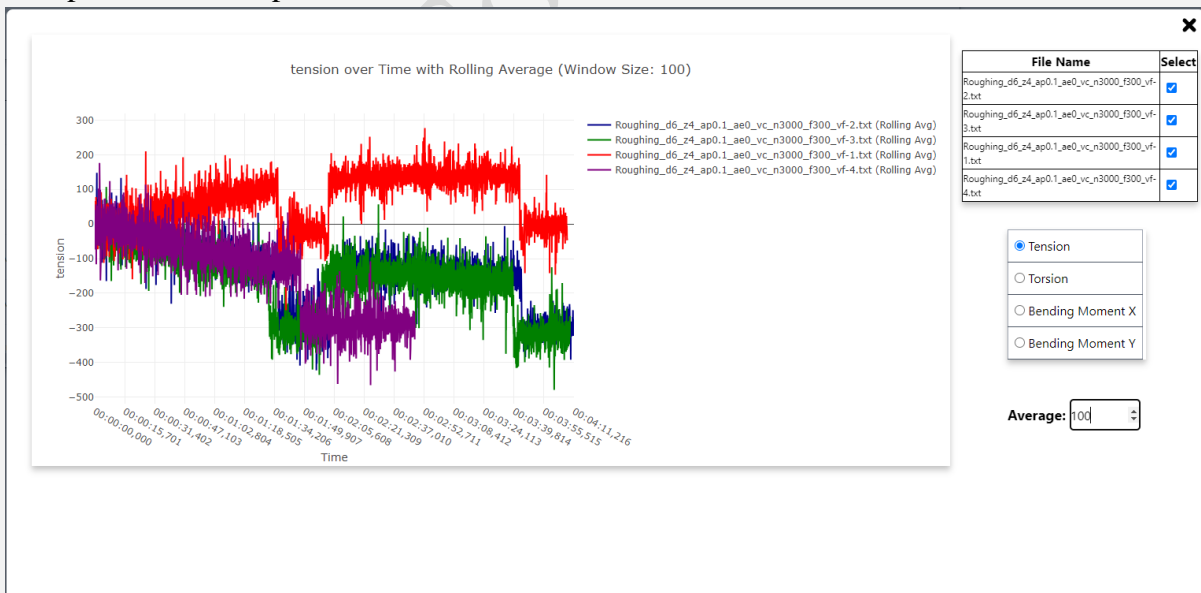 tension over Time with Rolling Average (Window Size: 100)
300
200
100
0
−100
−200
−300
−400
−500
tension
00:00:00,000
00:00:15,701
00:00:31,402
00:00:47,103
00:01:02,804
00:01:18,505
00:01:34,206
00:01:49,907
00:02:05,608
00:02:21,309
00:02:37,010
00:02:52,711
00:03:08,412
00:03:24,113
00:03:39,814
00:03:55,515
00:04:11,216
Time
Roughing_d6_z4_ap0.1_ae0_vc_n3000_f300_vf-2.txt (Rolling Avg)
Roughing_d6_z4_ap0.1_ae0_vc_n3000_f300_vf-3.txt (Rolling Avg)
Roughing_d6_z4_ap0.1_ae0_vc_n3000_f300_vf-1.txt (Rolling Avg)
Roughing_d6_z4_ap0.1_ae0_vc_n3000_f300_vf-4.txt (Rolling Avg)
File Name Select
Roughing_d6_z4_ap0.1_ae0_vc_n3000_f300_vf-
2.txt
Roughing_d6_z4_ap0.1_ae0_vc_n3000_f300_vf-
3.txt
Roughing_d6_z4_ap0.1_ae0_vc_n3000_f300_vf-
1.txt
Roughing_d6_z4_ap0.1_ae0_vc_n3000_f300_vf-
4.txt
Tension
Torsion
Bending Moment X
Bending Moment Y
Average: 100